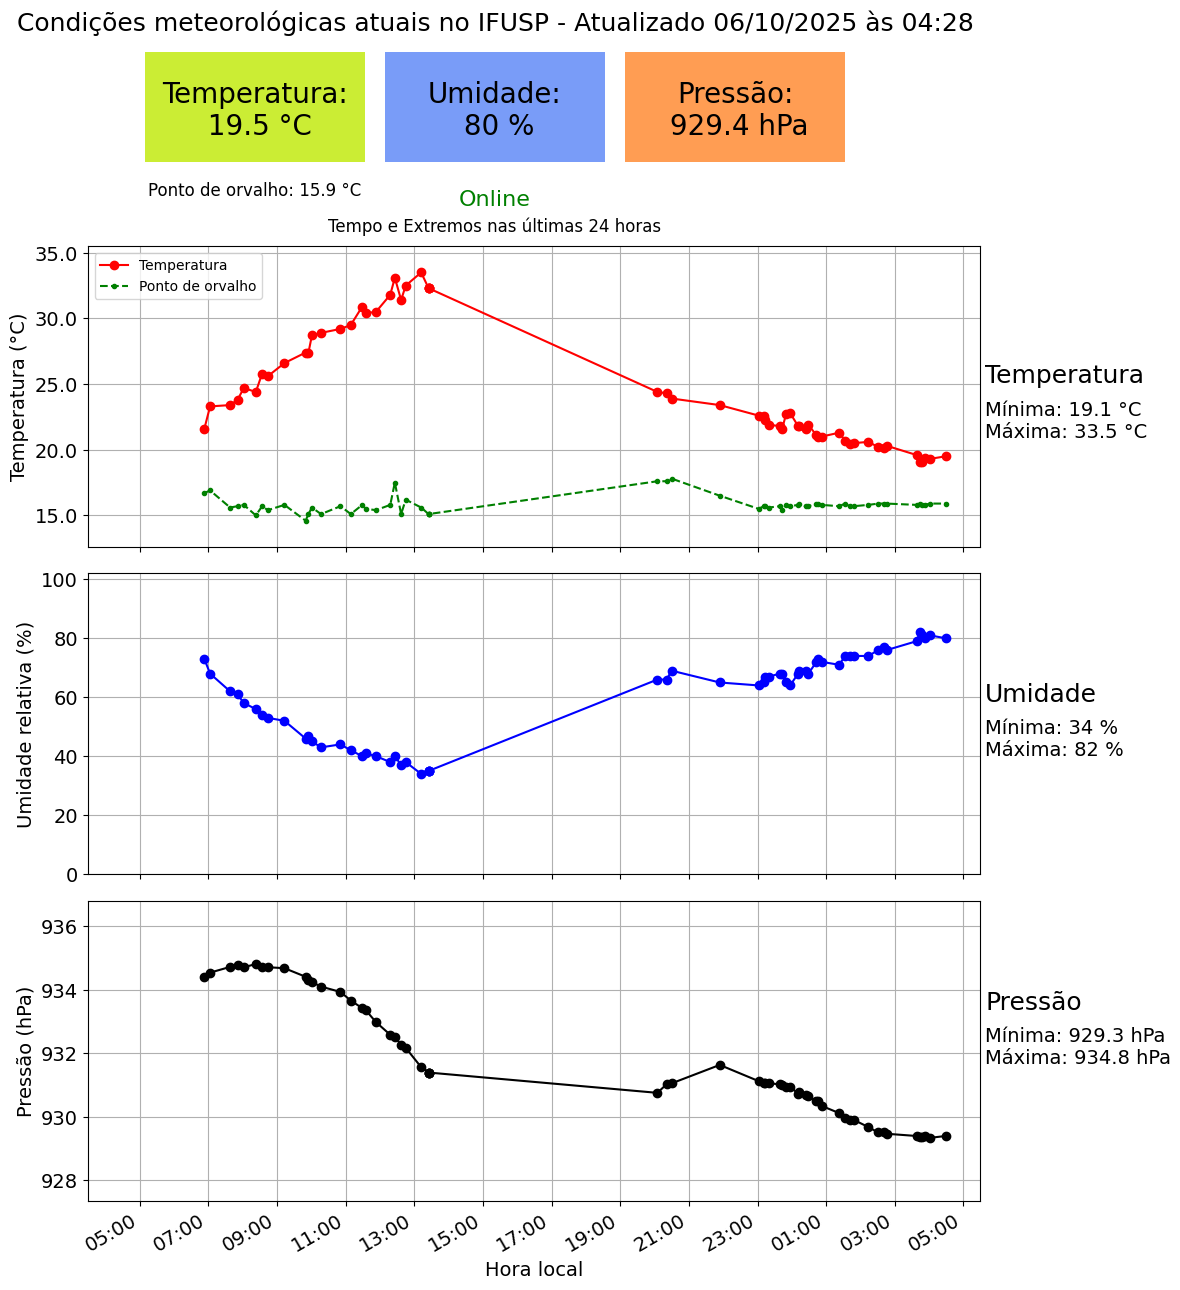 Condições meteorológicas atuais no IFUSP - Atualizado 06/10/2025 às 04:28
Temperatura:
19.5 °C
Umidade:
80 %
Pressão:
929.4 hPa
Ponto de orvalho: 15.9 °C
Online
Tempo e Extremos nas últimas 24 horas
Temperatura
Ponto de orvalho
Temperatura (°C)
35.0
30.0
25.0
20.0
15.0
Temperatura
Mínima: 19.1 °C
Máxima: 33.5 °C
Umidade relativa (%)
100
80
60
40
20
0
Umidade
Mínima: 34 %
Máxima: 82 %
Pressão (hPa)
936
934
932
930
928
Pressão
Mínima: 929.3 hPa
Máxima: 934.8 hPa
05:00 07:00 09:00 11:00 13:00 15:00 17:00 19:00 21:00 23:00 01:00 03:00 05:00
Hora local